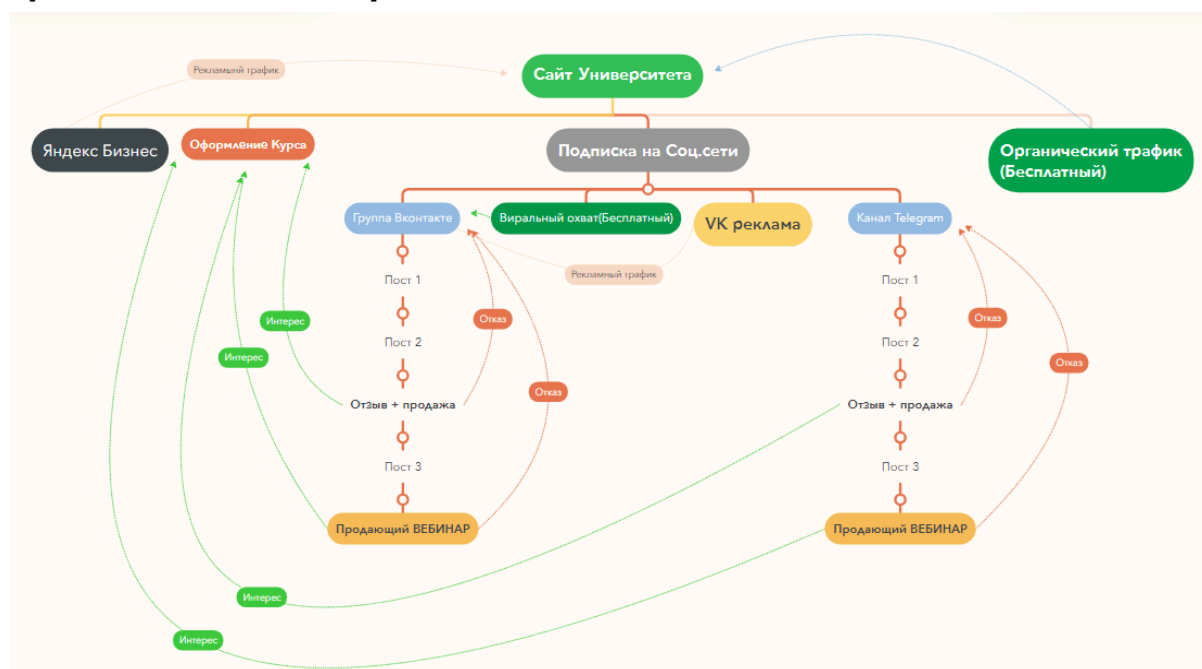 Рекламынй трафик
Сайт Университета
Яндекс Бизнес
Оформление Курса
Подписка на Соц.сети
Органический трафик
(Бесплатный)
Группа Вконтакте
Виральный охват(Бесплатный)
VK реклама
Канал Telegram
Рекламный трафик
Пост 1
Пост 1
Интерес
Отказ
Отказ
Пост 2
Пост 2
Интерес
Отказ
Отказ
Отзыв + продажа
Отзыв + продажа
Пост 3
Пост 3
Продающий ВЕБИНАР
Продающий ВЕБИНАР
Интерес
Интерес